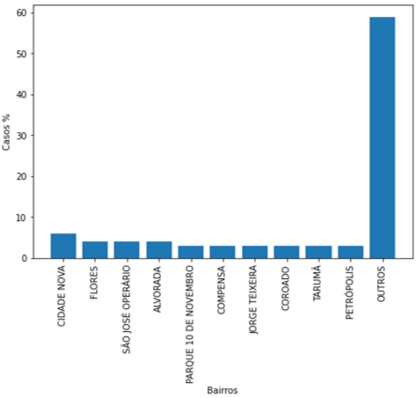 60
50
40
30
20
10
0
Casos %
CIDADE NOVA
FLORES
SÃO JOSÉ OPERÁRIO
ALVORADA
PARQUE 10 DE NOVEMBRO
COMPENSA
JORGE TEIXEIRA
COROADO
TARUMÃ
PETRÓPOLIS
OUTROS
Bairros